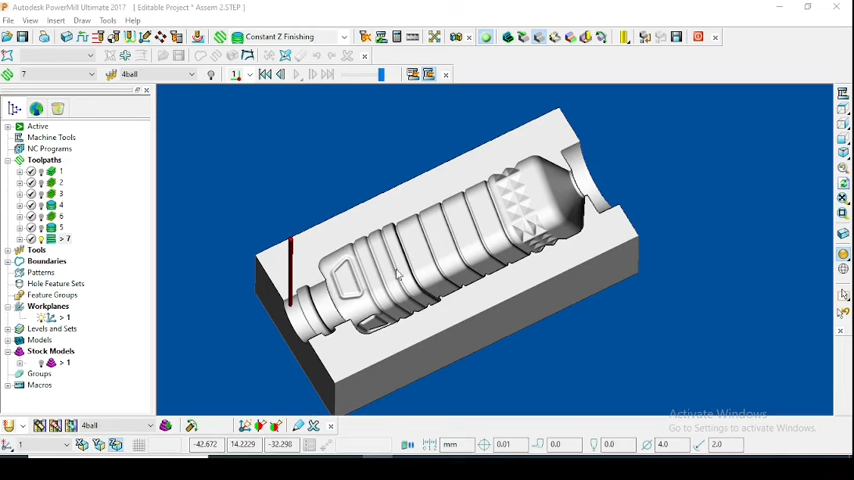 Autodesk PowerMill Ultimate 2017 [ Editable Project * Assem 2.STEP ]
File View Insert Draw Tools Help
Constant Z Finishing
7 4ball 1
Active
Machine Tools
NC Programs
Toolpaths
1
2
3
4
6
5
> 7
Tools
Boundaries
Patterns
Hole Feature Sets
Feature Groups
Workplanes
> 1
Levels and Sets
Models
Stock Models
> 1
Groups
Macros
Activate Windows
Go to Settings to activate Windows.
4ball
1 -42.672 14.2229 -32.298 mm 0.01 0.0 0.0 4.0 2.0